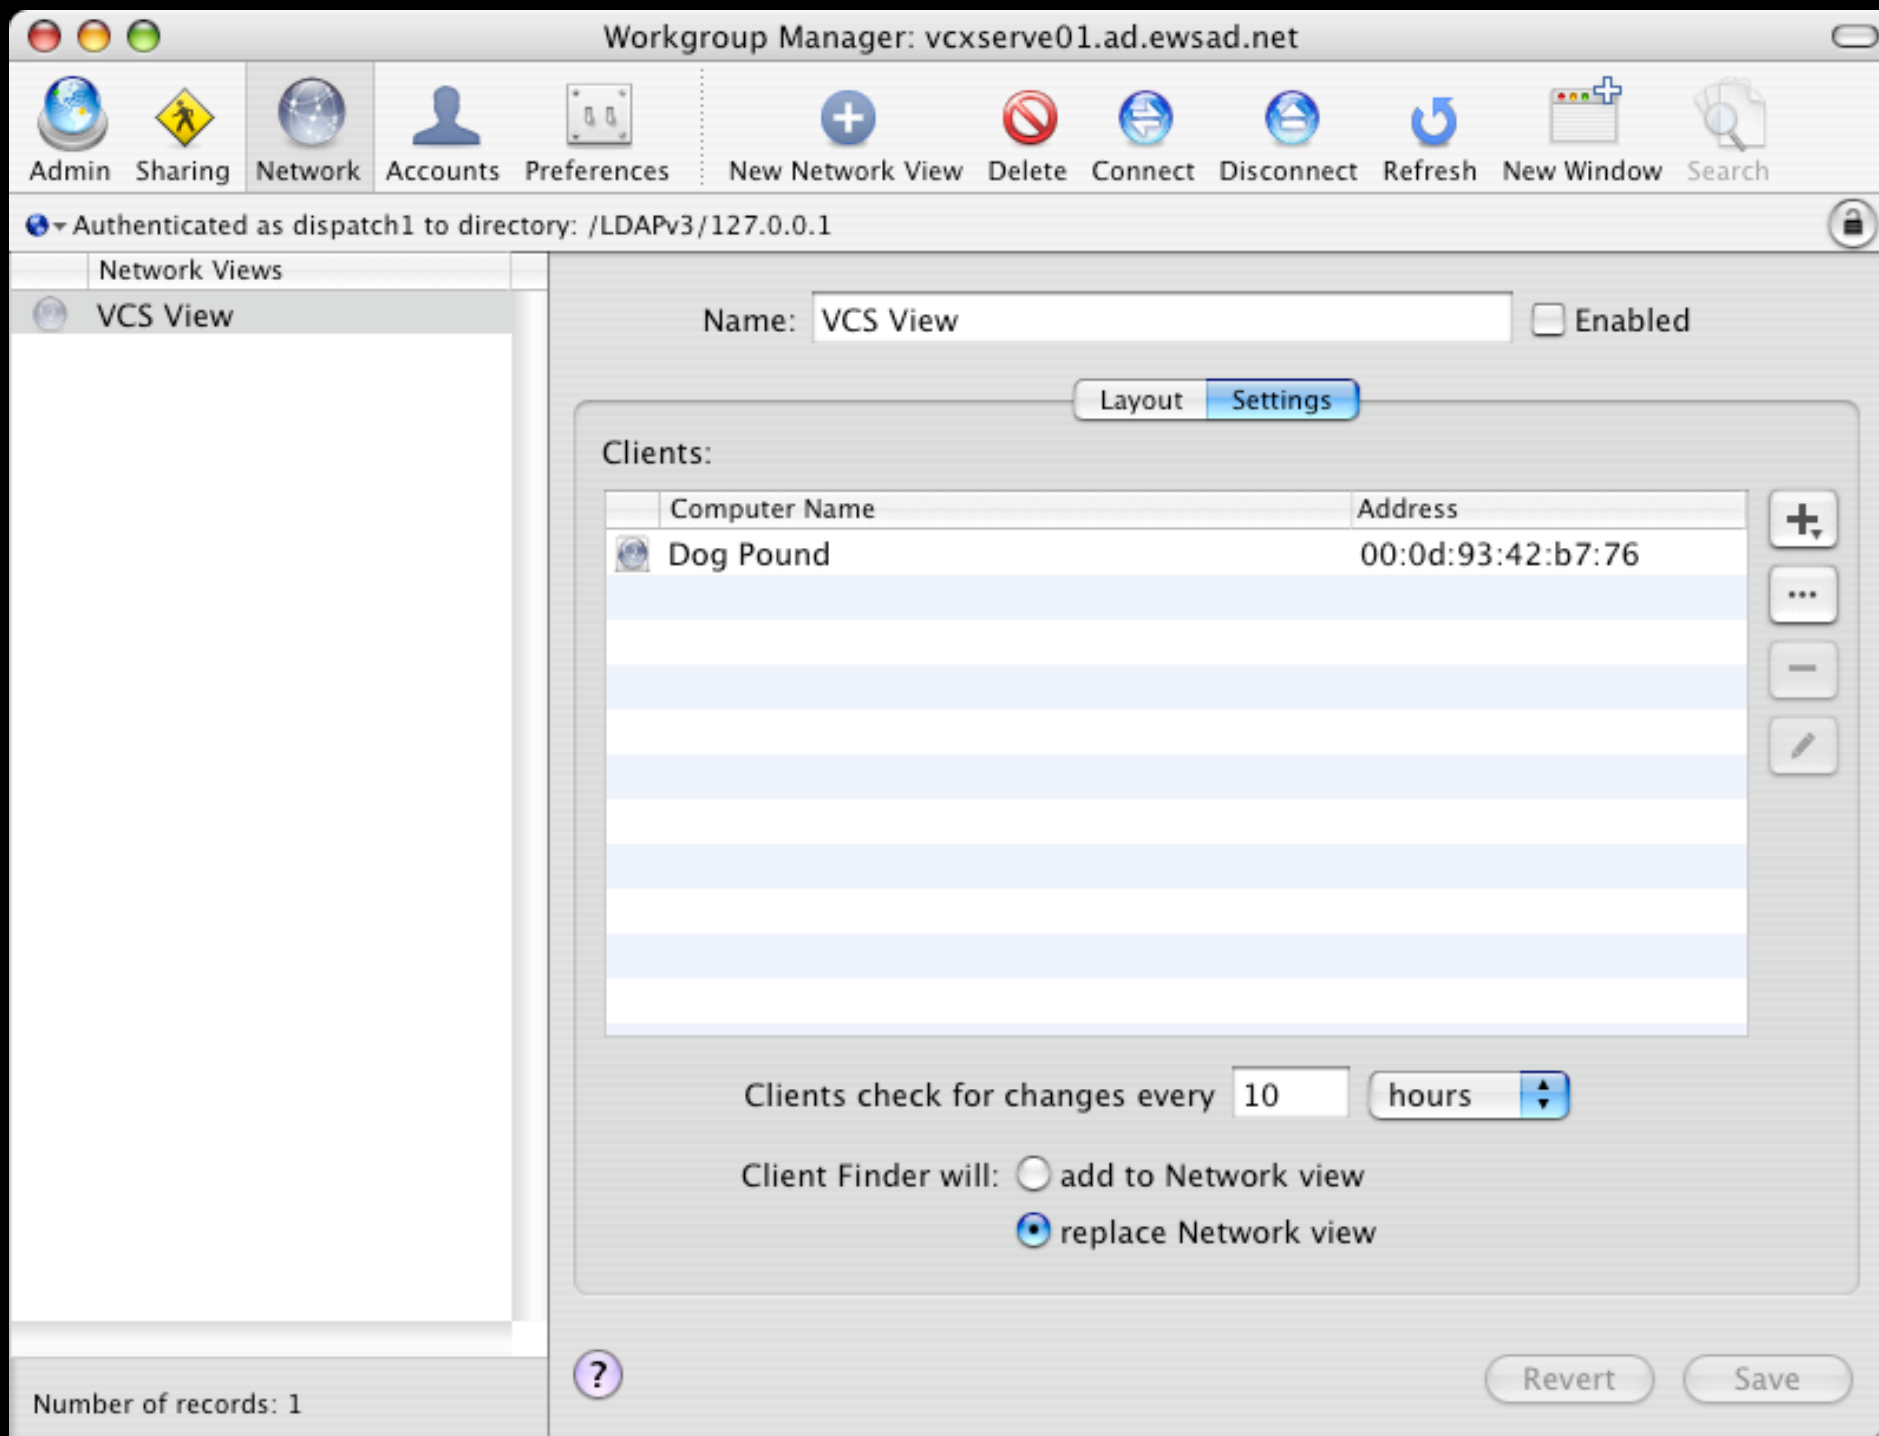 Workgroup Manager: vcxserve01.ad.ewsad.net
Admin Sharing Network Accounts Preferences New Network View Delete Connect Disconnect Refresh New Window Search
Authenticated as dispatch1 to directory: /LDAPv3/127.0.0.1
Network Views
VCS View
Name: VCS View Enabled
Layout Settings
Clients:
Computer Name Address
Dog Pound 00:0d:93:42:b7:76
Clients check for changes every 10 hours
Client Finder will: add to Network view
replace Network view
? Revert Save
Number of records: 1